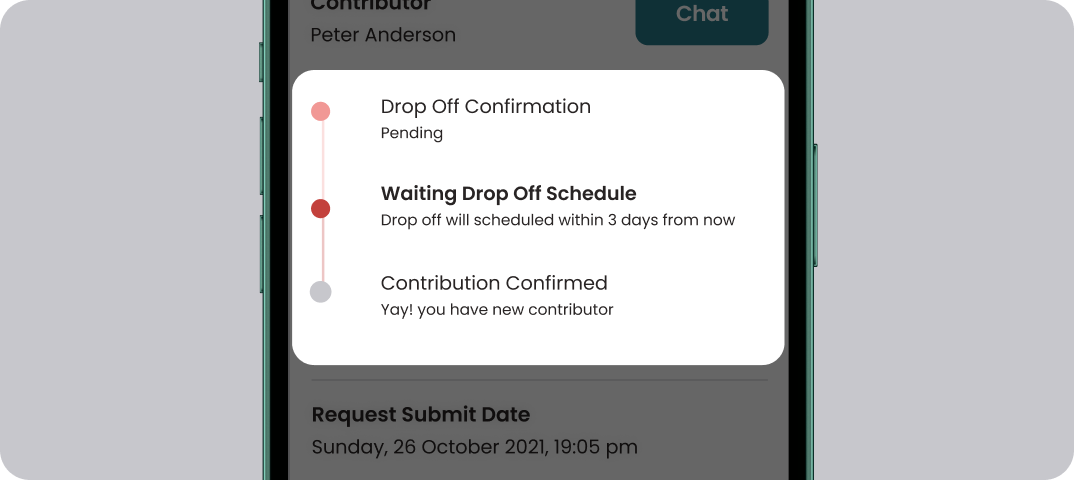 Contributor
Chat
Peter Anderson
Drop Off Confirmation
Pending
Waiting Drop Off Schedule
Drop off will scheduled within 3 days from now
Contribution Confirmed
Yay! you have new contributor
Request Submit Date
Sunday, 26 October 2021, 19:05 pm